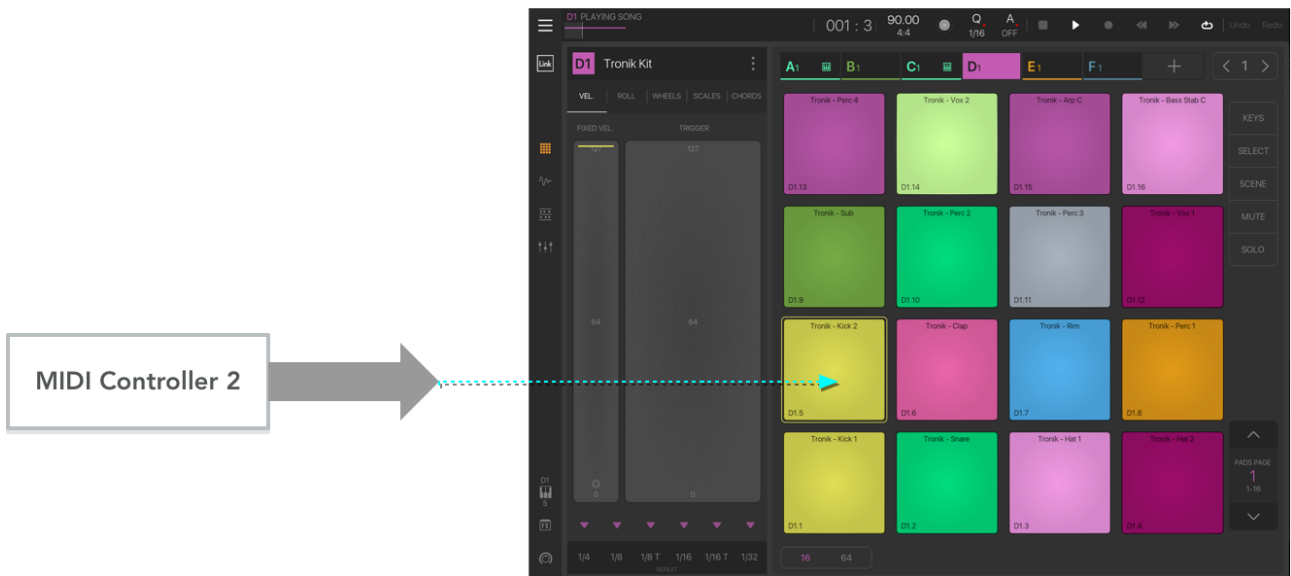 MIDI Controller 2
D1 PLAYING SONG
001 : 3
90.00
4:4
Q
1/16
A
OFF
Undo Redo
Link
D1 Tronik Kit
A1 B1 C1 D1 E1 F1 + < 1 >
VEL. ROLL WHEELS SCALES CHORDS
FIXED VEL. TRIGGER
127 127
64 64
0 0
Tronik - Perc 4 Tronik - Vox 2 Tronik - Arp C Tronik - Bass Stab C
D1.13 D1.14 D1.15 D1.16
Tronik - Sub Tronik - Perc 2 Tronik - Perc 3 Tronik - Vox 1
D1.9 D1.10 D1.11 D1.12
Tronik - Kick 2 Tronik - Clap Tronik - Rim Tronik - Perc 1
D1.5 D1.6 D1.7 D1.8
Tronik - Kick 1 Tronik - Snare Tronik - Hat 1 Tronik - Hat 2
D1.1 D1.2 D1.3 D1.4
KEYS
SELECT
SCENE
MUTE
SOLO
PADS PAGE
1
1-16
D1
5
FX
1/4 1/8 1/8 T 1/16 1/16 T 1/32
REPEAT
16 64